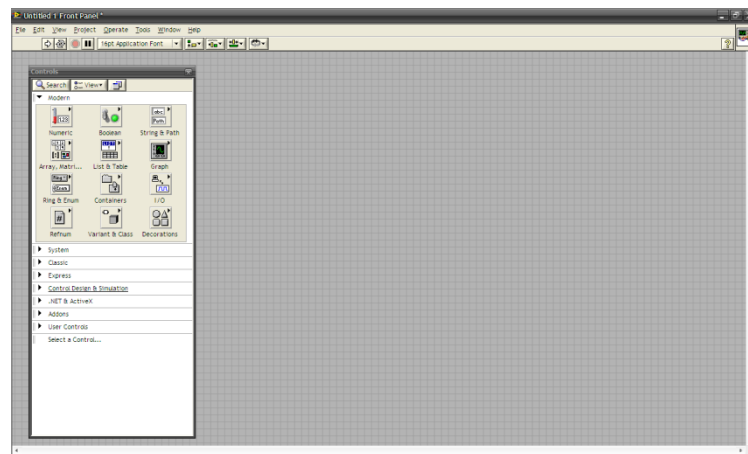 Untitled 1 Front Panel *
File Edit View Project Operate Tools Window Help
16pt Application Font
Controls
Search View
Modern
Numeric Boolean String & Path
Array, Matri... List & Table Graph
Ring & Enum Containers I/O
Refnum Variant & Class Decorations
System
Classic
Express
Control Design & Simulation
.NET & ActiveX
Addons
User Controls
Select a Control...